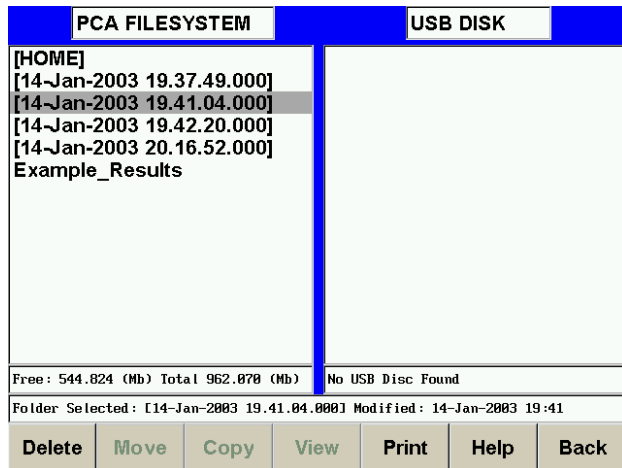 PCA FILESYSTEM
USB DISK
[HOME]
[14-Jan-2003 19.37.49.000]
[14-Jan-2003 19.41.04.000]
[14-Jan-2003 19.42.20.000]
[14-Jan-2003 20.16.52.000]
Example_Results
Free: 544.824 (Mb) Total 962.070 (Mb)
No USB Disc Found
Folder Selected: [14-Jan-2003 19.41.04.000] Modified: 14-Jan-2003 19:41
Delete
Move
Copy
View
Print
Help
Back